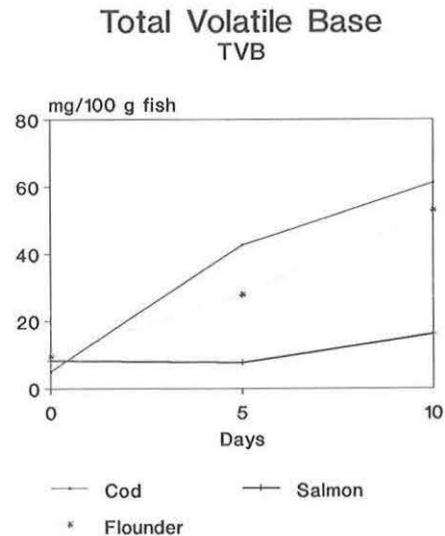 Total Volatile Base
TVB
mg/100 g fish
80
60
40
20
0
0 5 10
Days
Cod Salmon
Flounder